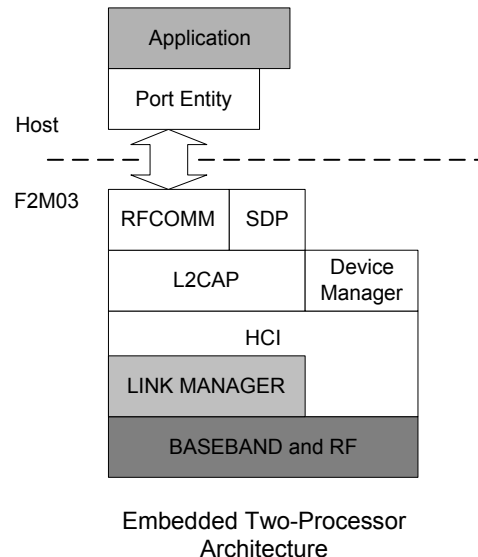 Application
Port Entity
Host
F2M03
RFCOMM
SDP
L2CAP
Device
Manager
HCI
LINK MANAGER
BASEBAND and RF
Embedded Two-Processor
Architecture